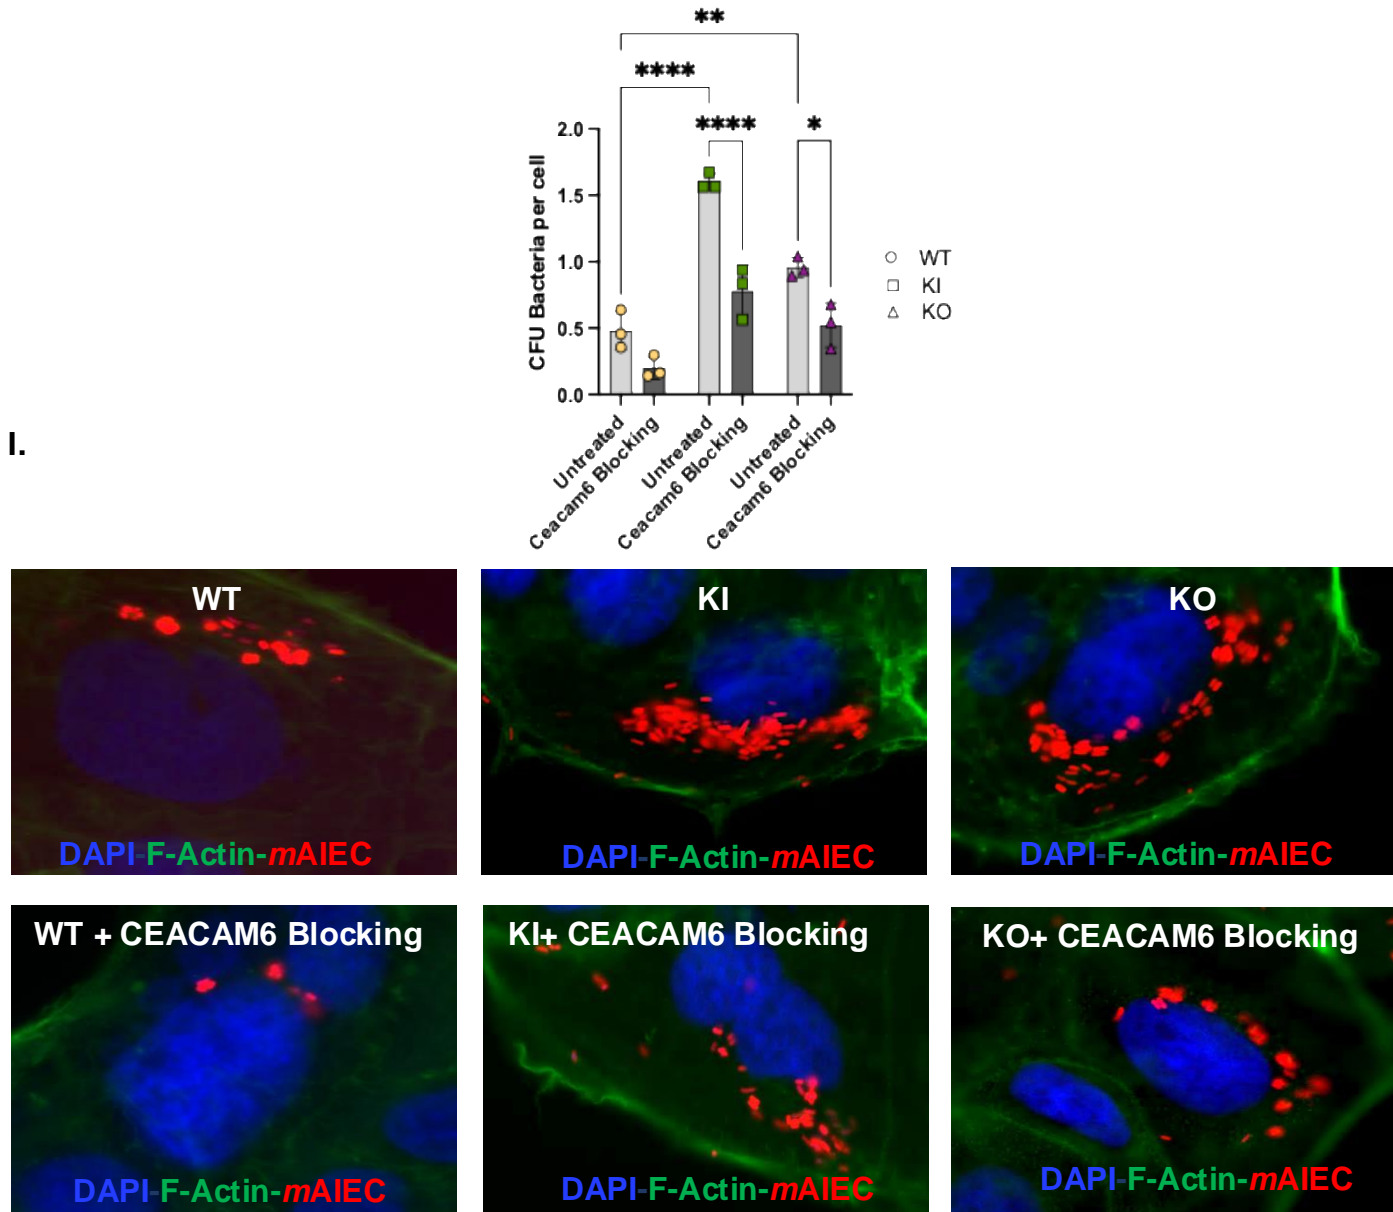 **
****
**** *
2.0
1.5
1.0
0.5
0.0
CFU Bacteria per cell
WT
KI
KO
Untreated
Ceacam6 Blocking
Untreated
Ceacam6 Blocking
Untreated
Ceacam6 Blocking
I.
WT
DAPI-F-Actin-mAIEC
KI
DAPI-F-Actin-mAIEC
KO
DAPI-F-Actin-mAIEC
WT + CEACAM6 Blocking
DAPI-F-Actin-mAIEC
KI+ CEACAM6 Blocking
DAPI-F-Actin-mAIEC
KO+ CEACAM6 Blocking
DAPI-F-Actin-mAIEC